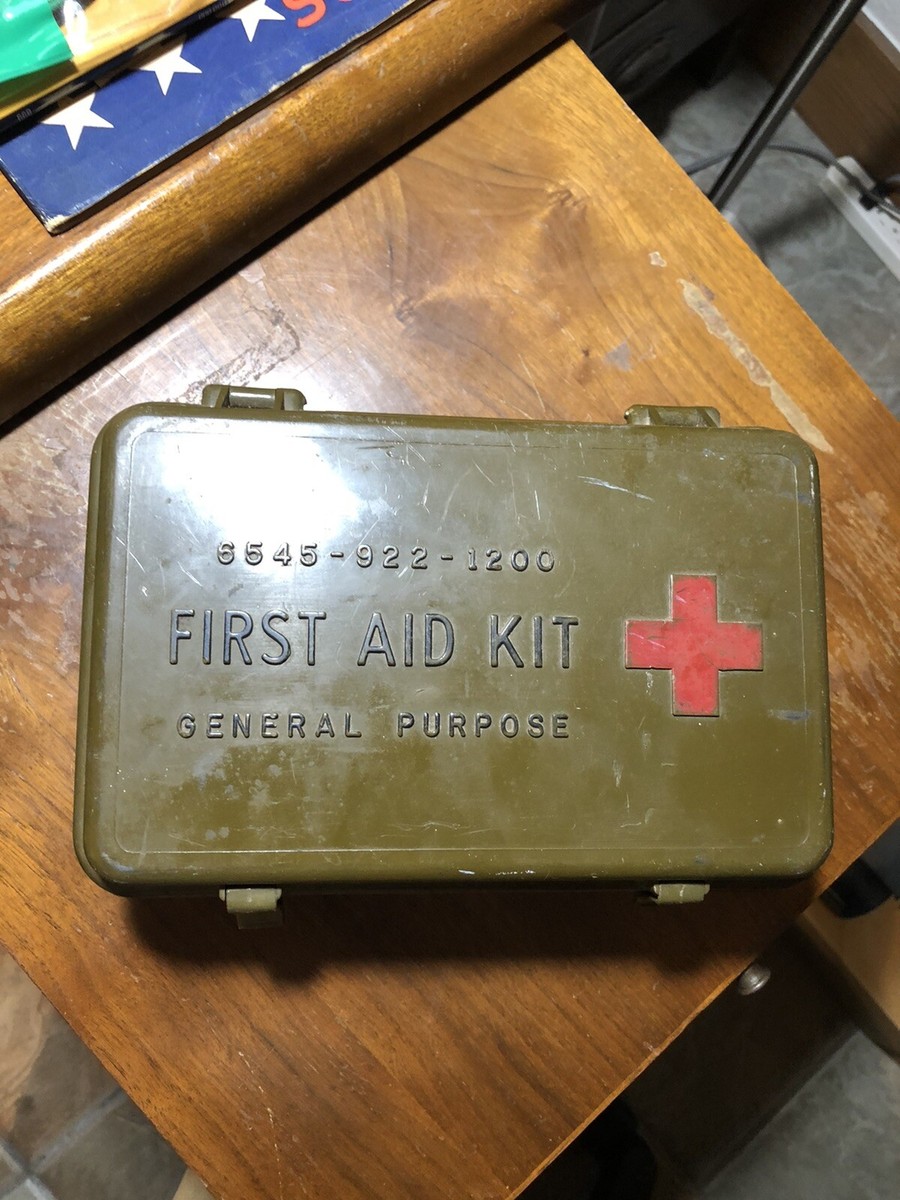 6545-922-1200
FIRST AID KIT
GENERAL PURPOSE